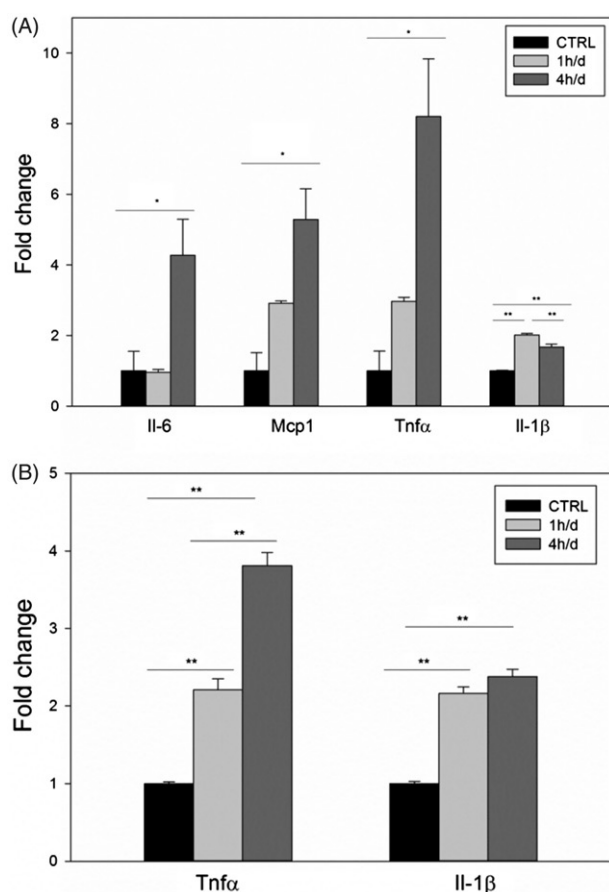 (A)
CTRL
1h/d
4h/d
Fold change
10
8
6
4
2
0
*
*
*
**
** **
Il-6 Mcp1 Tnfα Il-1β
(B)
CTRL
1h/d
4h/d
Fold change
5
4
3
2
1
0
**
**
**
**
**
Tnfα Il-1β